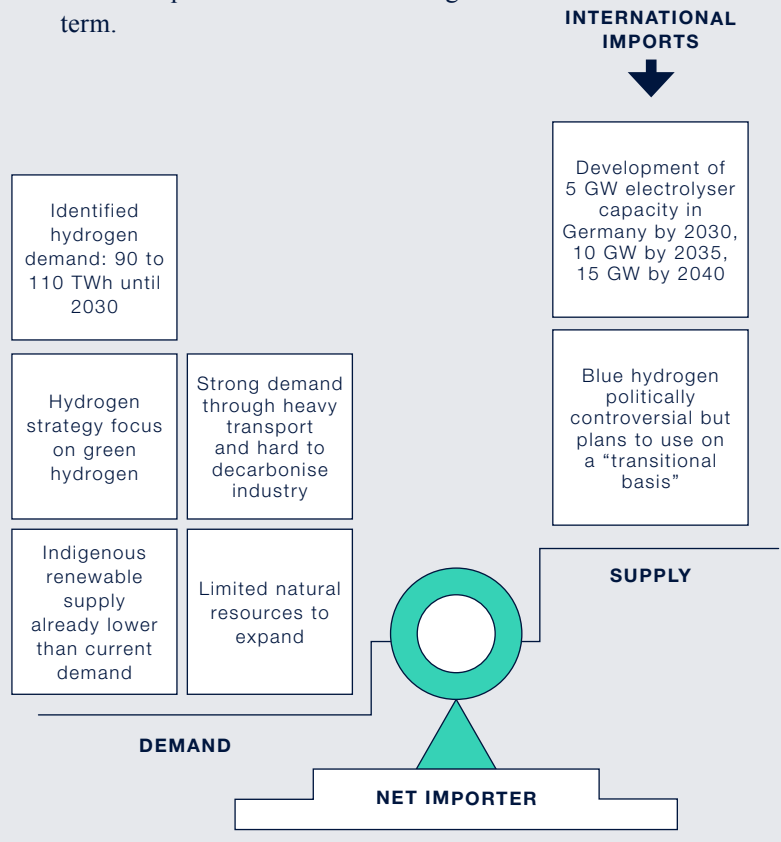 term.
INTERNATIONAL
IMPORTS
Development of
5 GW electrolyser
capacity in
Germany by 2030,
10 GW by 2035,
15 GW by 2040
Identified
hydrogen
demand: 90 to
110 TWh until
2030
Blue hydrogen
politically
controversial but
plans to use on
a “transitional
basis”
Hydrogen
strategy focus
on green
hydrogen
Strong demand
through heavy
transport
and hard to
decarbonise
industry
Indigenous
renewable
supply
already lower
than current
demand
Limited natural
resources to
expand
SUPPLY
DEMAND
NET IMPORTER